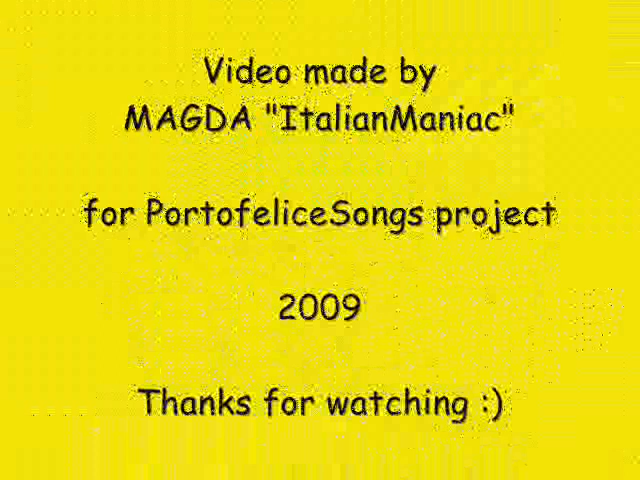 Video made by
MAGDA "ItalianManiac"
for PortofeliceSongs project
2009
Thanks for watching :)